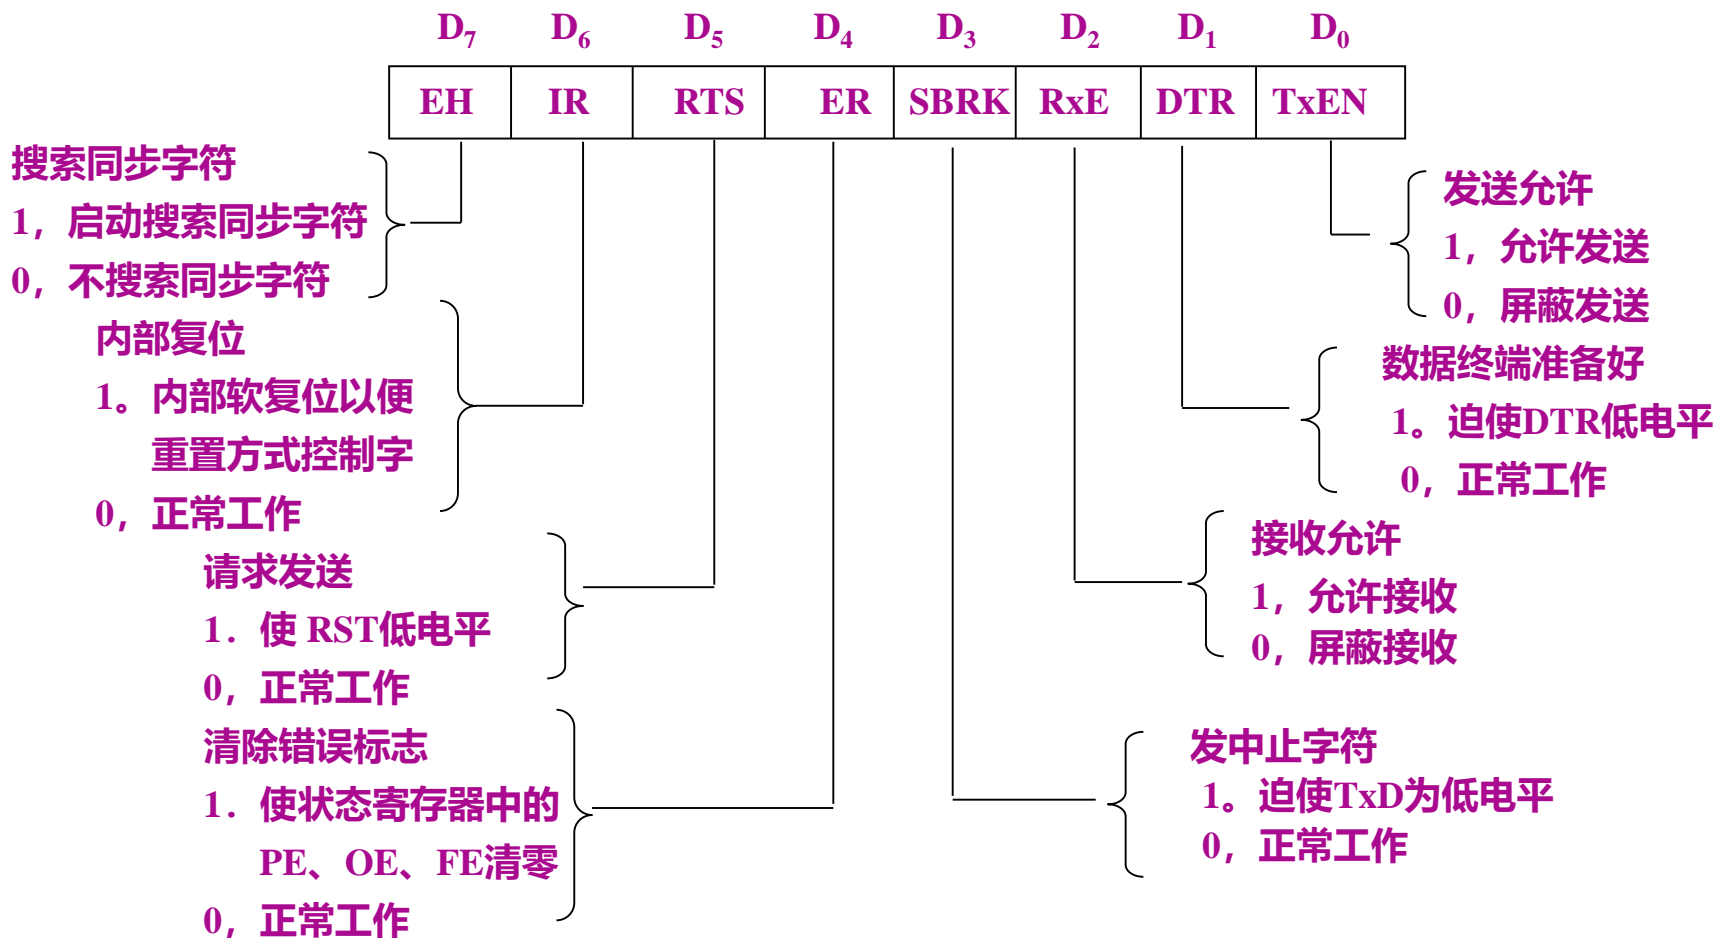 D7 D6 D5 D4 D3 D2 D1 D0
EH IR RTS ER SBRK RxE DTR TxEN
搜索同步字符
1，启动搜索同步字符
0，不搜索同步字符
内部复位
1。内部软复位以便
重置方式控制字
0，正常工作
请求发送
1．使 RST低电平
0，正常工作
清除错误标志
1．使状态寄存器中的
PE、OE、FE清零
0，正常工作
发送允许
1，允许发送
0，屏蔽发送
数据终端准备好
1。迫使DTR低电平
0，正常工作
接收允许
1，允许接收
0，屏蔽接收
发中止字符
1。迫使TxD为低电平
0，正常工作